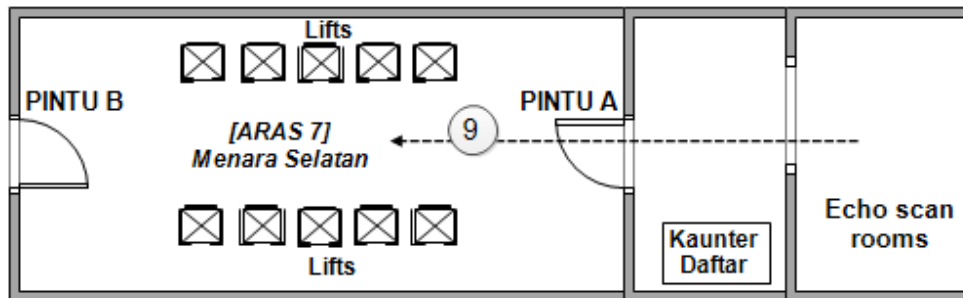 Lifts
PINTU B
PINTU A
[ARAS 7]
Menara Selatan
9
Lifts
Kaunter
Daftar
Echo scan
rooms